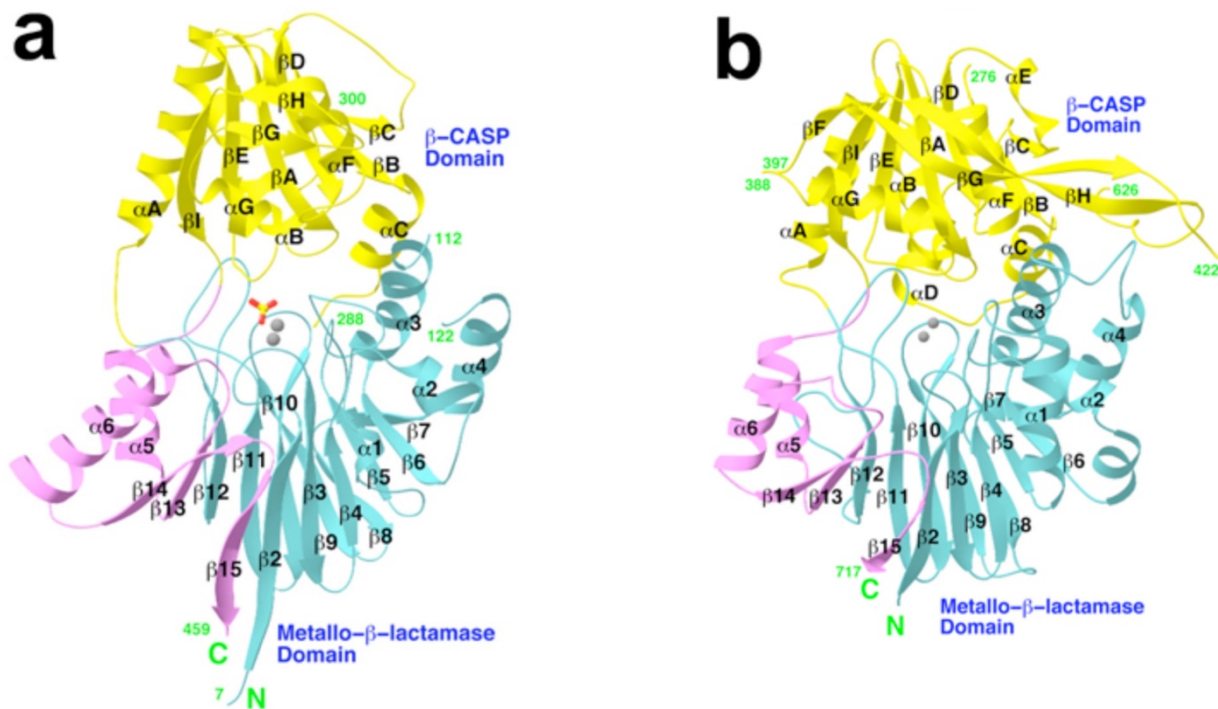 a
βD
βH
300
βC
β-CASP
Domain
βG
βE
αF
βB
βA
αA
αG
βI
αB
αC
112
288
α3
122
α4
α2
β10
α6
α5
β7
β11
α1
β6
β14
β12
β5
β13
β3
β4
β9
β8
β2
β15
459
C
Metallo-β-lactamase
Domain
7
N
b
276
αE
βD
β-CASP
Domain
βF
βA
βC
βI
βE
397
388
βG
αB
αG
αF
βB
βH
626
αA
αC
422
αD
α3
α4
β7
α6
α1
α2
α5
β10
β5
β12
β6
β3
β14
β13
β11
β4
β9
β8
β15
β2
717
C
N
Metallo-β-lactamase
Domain